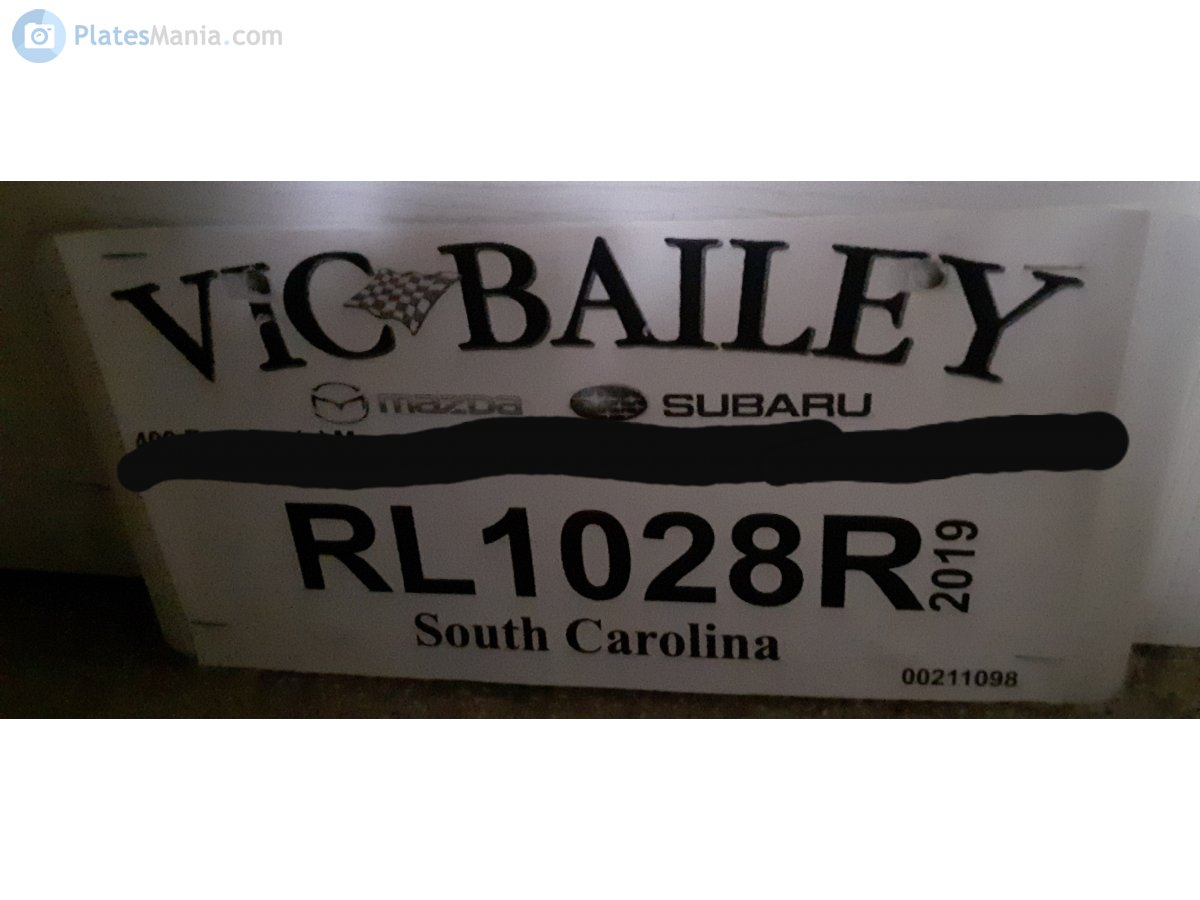 PlatesMania.com
ViC BAILEY
mazda SUBARU
RL1028R 2019
South Carolina
00211098